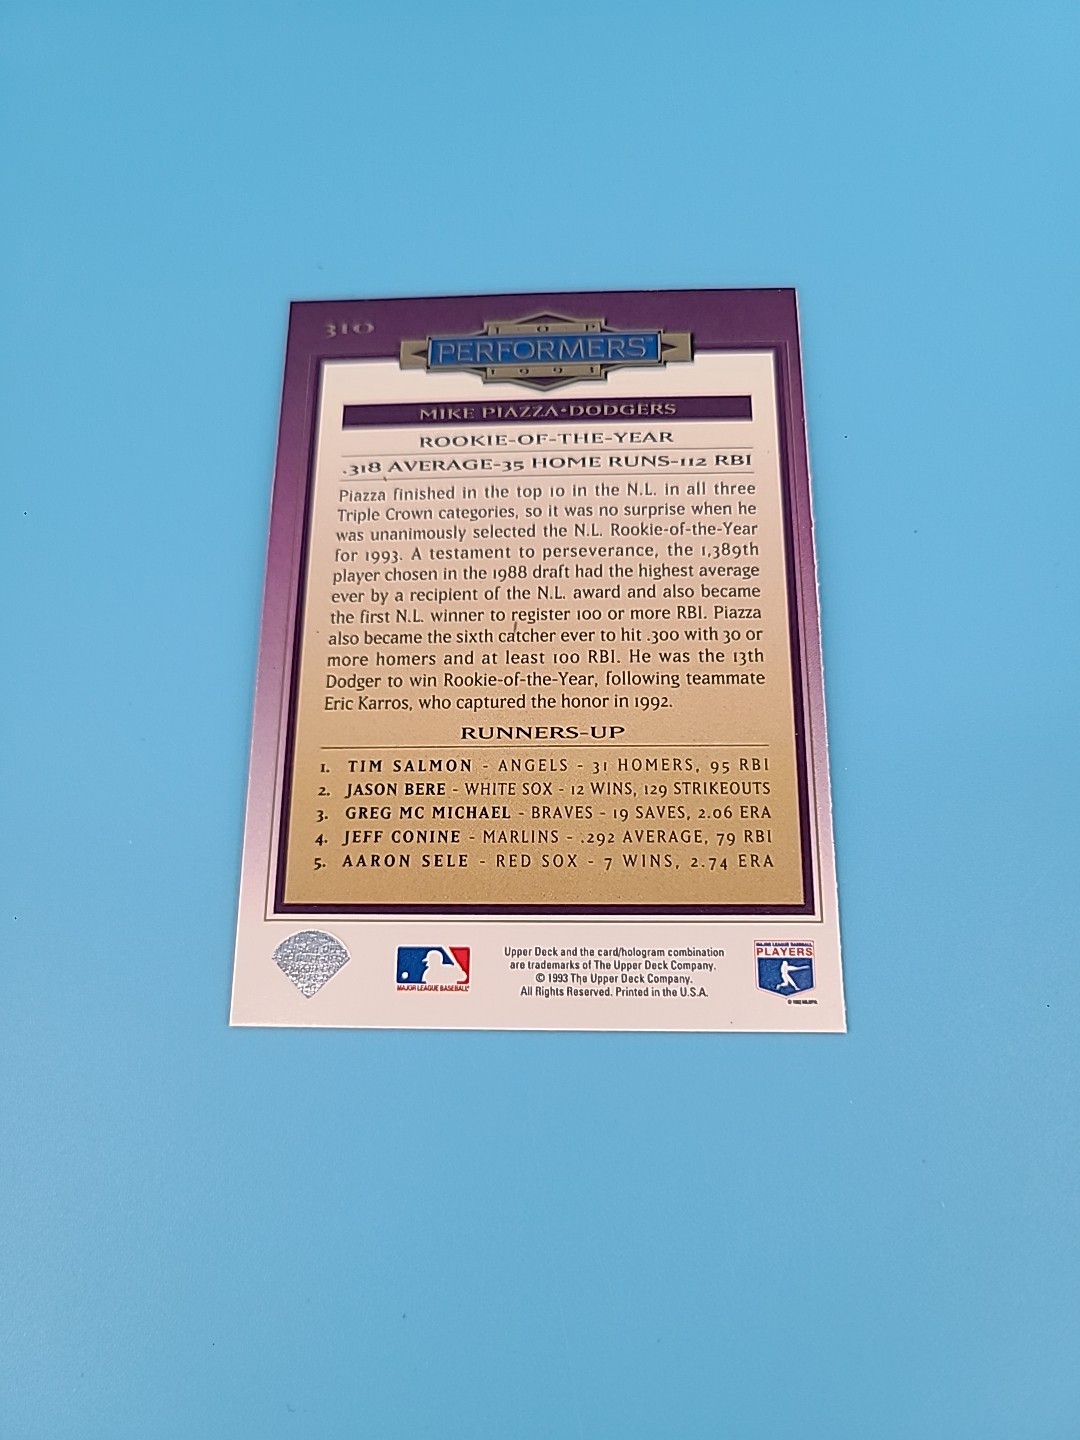 310
TOP
PERFORMERS™
1993
MIKE PIAZZA•DODGERS
ROOKIE-OF-THE-YEAR
.318 AVERAGE-35 HOME RUNS-112 RBI
Piazza finished in the top 10 in the N.L. in all three
Triple Crown categories, so it was no surprise when he
was unanimously selected the N.L. Rookie-of-the-Year
for 1993. A testament to perseverance, the 1,389th
player chosen in the 1988 draft had the highest average
ever by a recipient of the N.L. award and also became
the first N.L. winner to register 100 or more RBI. Piazza
also became the sixth catcher ever to hit .300 with 30 or
more homers and at least 100 RBI. He was the 13th
Dodger to win Rookie-of-the-Year, following teammate
Eric Karros, who captured the honor in 1992.
RUNNERS-UP
1. TIM SALMON - ANGELS - 31 HOMERS, 95 RBI
2. JASON BERE - WHITE SOX - 12 WINS, 129 STRIKEOUTS
3. GREG MC MICHAEL - BRAVES - 19 SAVES, 2.06 ERA
4. JEFF CONINE - MARLINS - .292 AVERAGE, 79 RBI
5. AARON SELE - RED SOX - 7 WINS, 2.74 ERA
MAJOR LEAGUE BASEBALL
Upper Deck and the card/hologram combination
are trademarks of The Upper Deck Company.
© 1993 The Upper Deck Company.
All Rights Reserved. Printed in the U.S.A.
MAJOR LEAGUE BASEBALL
PLAYERS